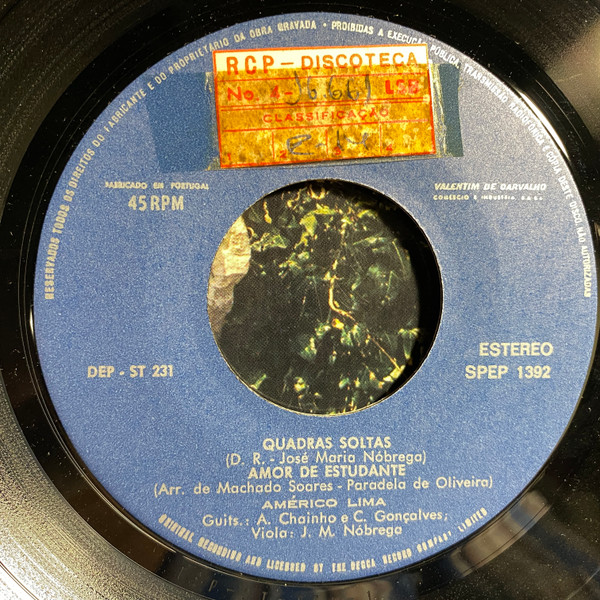 RESERVADOS TODOS OS DIREITOS DO FABRICANTE E DO PROPRIETÁRIO DA OBRA GRAVADA • PROIBIDAS A EXECUÇÃO PÚBLICA, TRANSMISSÃO RADIOFÓNICA E CÓPIA DESTE DISCO, NÃO AUTORIZADAS
RCP - DISCOTECA
No.
CLASSIFICAÇÃO
FABRICADO EM PORTUGAL
45 RPM
VALENTIM DE CARVALHO
COMERCIO E INDUSTRIA, S.A.R.L.
DEP - ST 231
ESTEREO
SPEP 1392
QUADRAS SOLTAS
(D. R. - José Maria Nóbrega)
AMOR DE ESTUDANTE
(Arr. de Machado Soares - Paradela de Oliveira)
AMÉRICO LIMA
Guits.: A. Chainho e C. Gonçalves;
Viola: J. M. Nóbrega
ORIGINAL RECORDING AND LICENSED BY THE DECCA RECORD COMPANY LIMITED